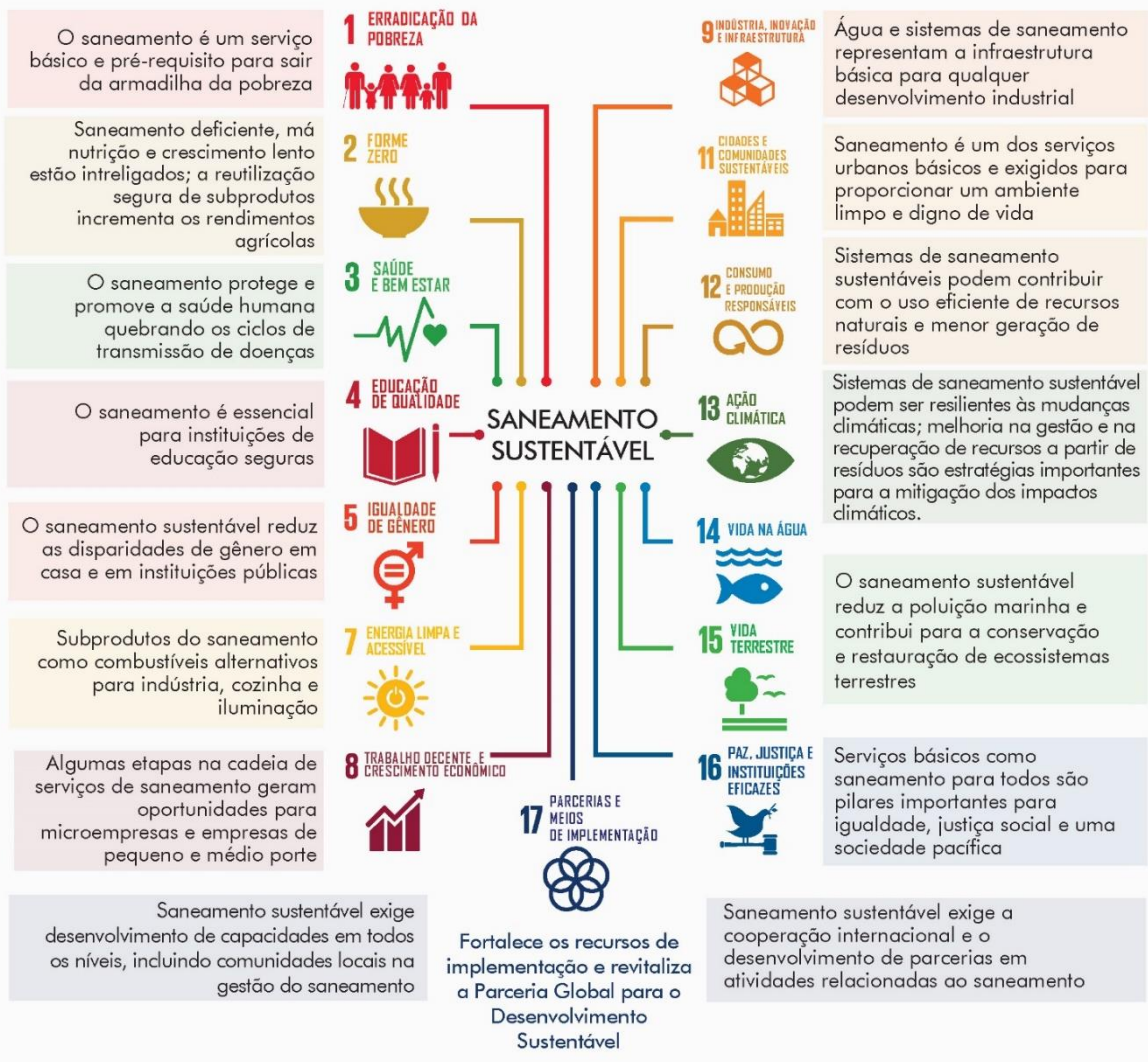 O saneamento é um serviço
básico e pré-requisito para sair
da armadilha da pobreza
1 ERRADICAÇÃO DA
POBREZA
Saneamento deficiente, má
nutrição e crescimento lento
estão intreligados; a reutilização
segura de subprodutos
incrementa os rendimentos
agrícolas
2 FORME
ZERO
O saneamento protege e
promove a saúde humana
quebrando os ciclos de
transmissão de doenças
3 SAÚDE
E BEM ESTAR
O saneamento é essencial
para instituições de
educação seguras
4 EDUCAÇÃO
DE QUALIDADE
O saneamento sustentável reduz
as disparidades de gênero em
casa e em instituições públicas
5 IGUALDADE
DE GÊNERO
Subprodutos do saneamento
como combustíveis alternativos
para indústria, cozinha e
iluminação
7 ENERGIA LIMPA E
ACESSÍVEL
Algumas etapas na cadeia de
serviços de saneamento geram
oportunidades para
microempresas e empresas de
pequeno e médio porte
8 TRABALHO DECENTE E
CRESCIMENTO ECONÔMICO
SANEAMENTO
SUSTENTÁVEL
9 INDÚSTRIA, INOVAÇÃO
E INFRAESTRUTURA
Água e sistemas de saneamento
representam a infraestrutura
básica para qualquer
desenvolvimento industrial
11 CIDADES E
COMUNIDADES
SUSTENTÁVEIS
Saneamento é um dos serviços
urbanos básicos e exigidos para
proporcionar um ambiente
limpo e digno de vida
12 CONSUMO
E PRODUÇÃO
RESPONSÁVEIS
Sistemas de saneamento
sustentáveis podem contribuir
com o uso eficiente de recursos
naturais e menor geração de
resíduos
13 AÇÃO
CLIMÁTICA
Sistemas de saneamento sustentável
podem ser resilientes às mudanças
climáticas; melhoria na gestão e na
recuperação de recursos a partir de
resíduos são estratégias importantes
para a mitigação dos impactos
climáticos.
14 VIDA NA ÁGUA
15 VIDA
TERRESTRE
O saneamento sustentável
reduz a poluição marinha e
contribui para a conservação
e restauração de ecossistemas
terrestres
16 PAZ, JUSTIÇA E
INSTITUIÇÕES
EFICAZES
Serviços básicos como
saneamento para todos são
pilares importantes para
igualdade, justiça social e uma
sociedade pacífica
17 PARCERIAS E
MEIOS
DE IMPLEMENTAÇÃO
Saneamento sustentável exige
desenvolvimento de capacidades em todos
os níveis, incluindo comunidades locais na
gestão do saneamento
Fortalece os recursos de
implementação e revitaliza
a Parceria Global para o
Desenvolvimento
Sustentável
Saneamento sustentável exige a
cooperação internacional e o
desenvolvimento de parcerias em
atividades relacionadas ao saneamento